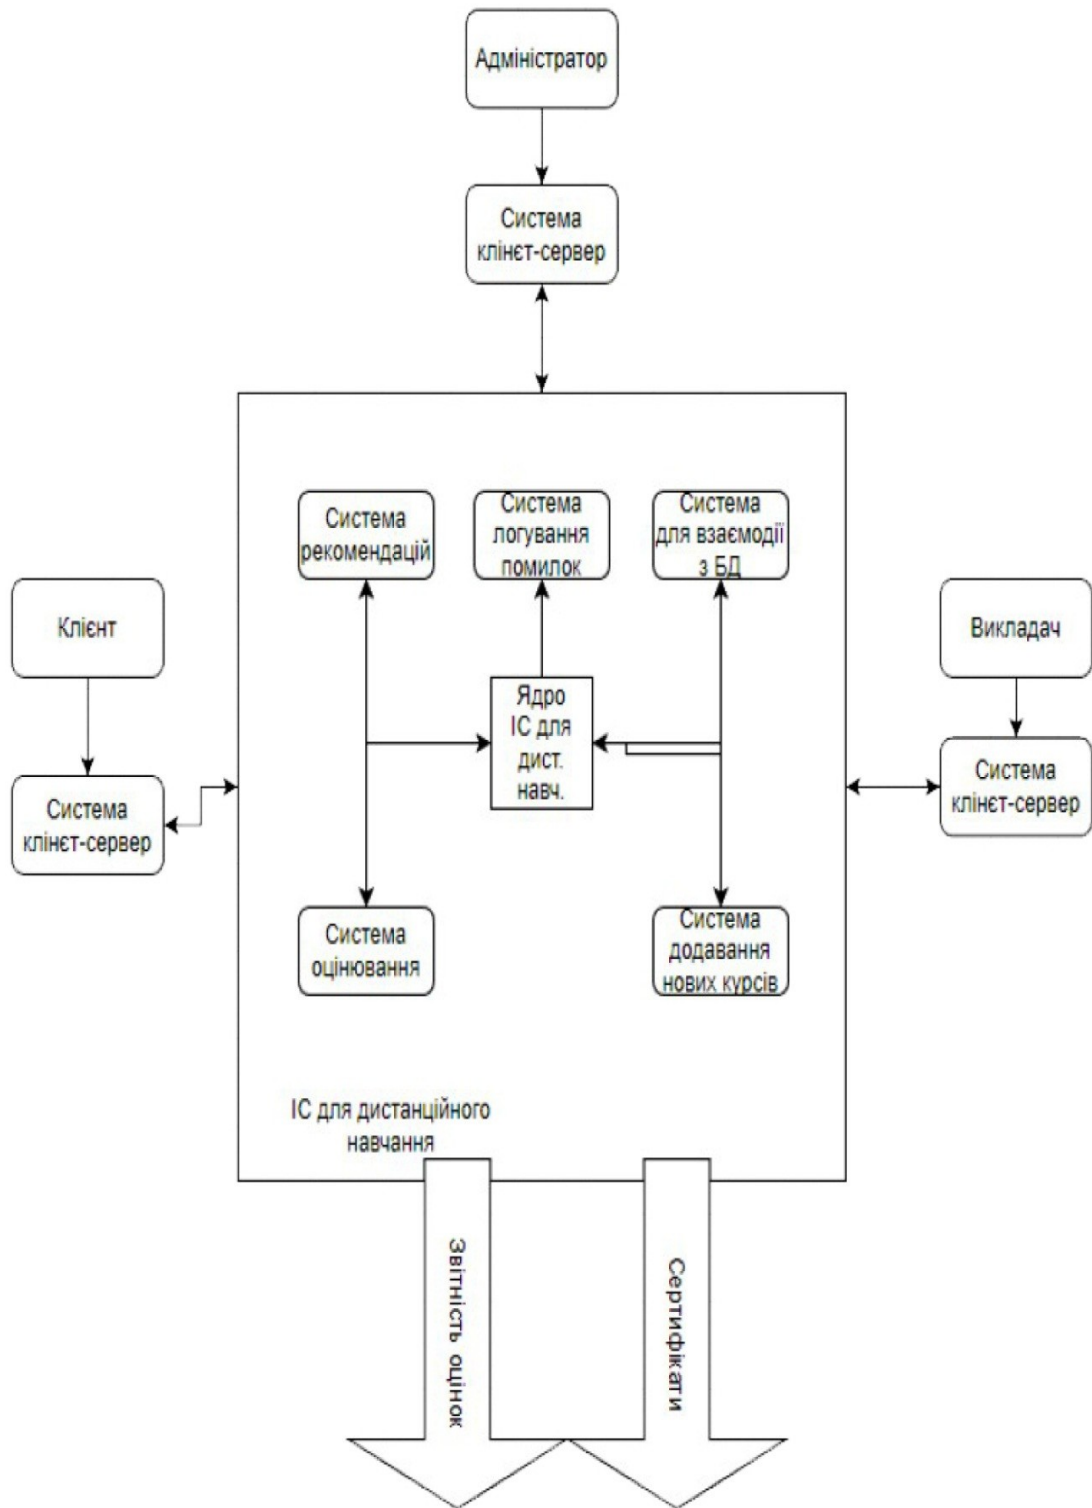 Адміністратор
Система
клінєт-сервер
Система
рекомендацій
Система
логування
помилок
Система
для взаємодії
з БД
Клієнт
Викладач
Ядро
ІС для
дист.
навч.
Система
клінєт-сервер
Система
клінєт-сервер
Система
оцінювання
Система
додавання
нових курсів
ІС для дистанційного
навчання
Звітність оцінок
Сертифікати